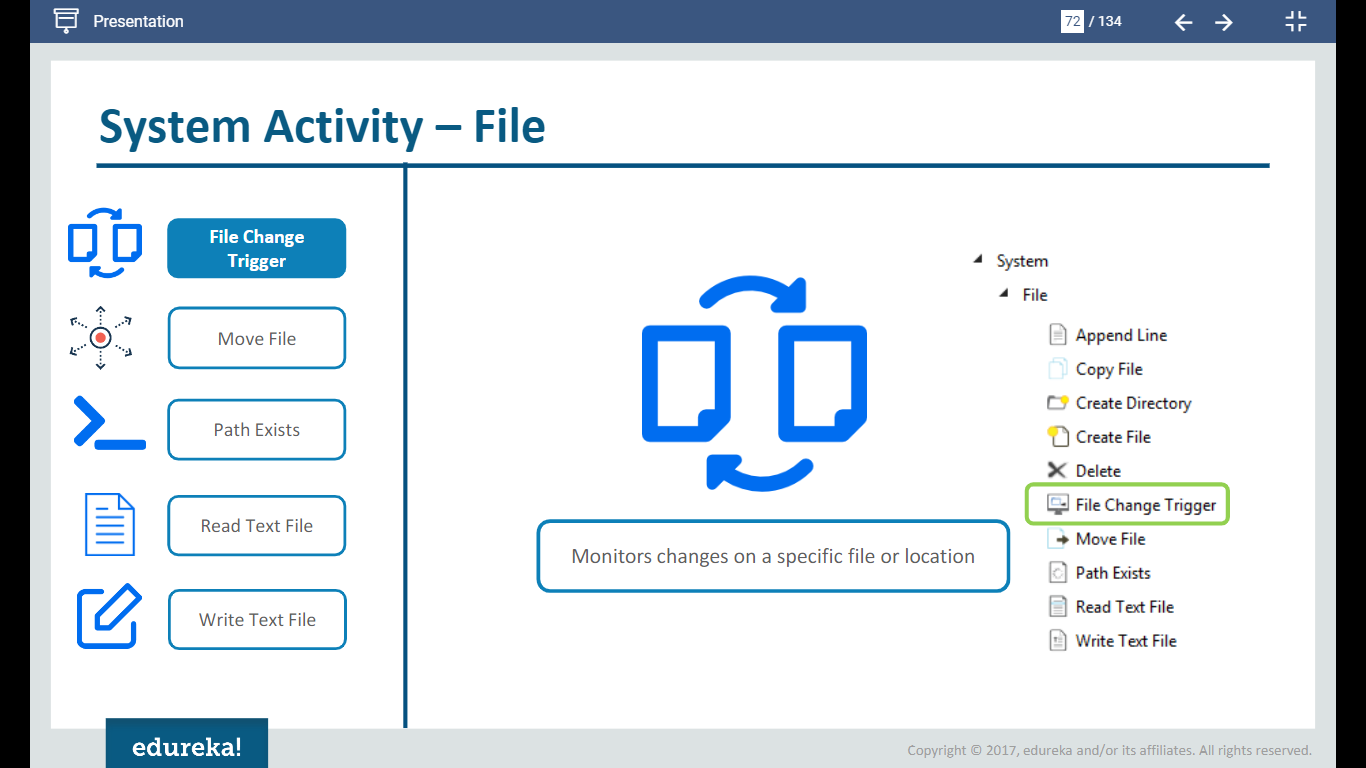 Presentation
72 / 134
System Activity – File
File Change
Trigger
Move File
Path Exists
Read Text File
Write Text File
Monitors changes on a specific file or location
System
File
Append Line
Copy File
Create Directory
Create File
Delete
File Change Trigger
Move File
Path Exists
Read Text File
Write Text File
edureka!
Copyright © 2017, edureka and/or its affiliates. All rights reserved.